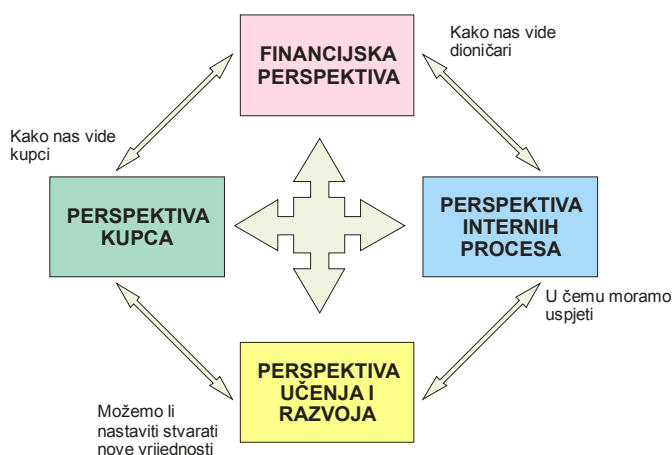 FINANCIJSKA
PERSPEKTIVA
Kako nas vide
dioničari
Kako nas vide
kupci
PERSPEKTIVA
KUPCA
PERSPEKTIVA
INTERNIH
PROCESA
U čemu moramo
uspjeti
PERSPEKTIVA
UČENJA I
RAZVOJA
Možemo li
nastaviti stvarati
nove vrijednosti